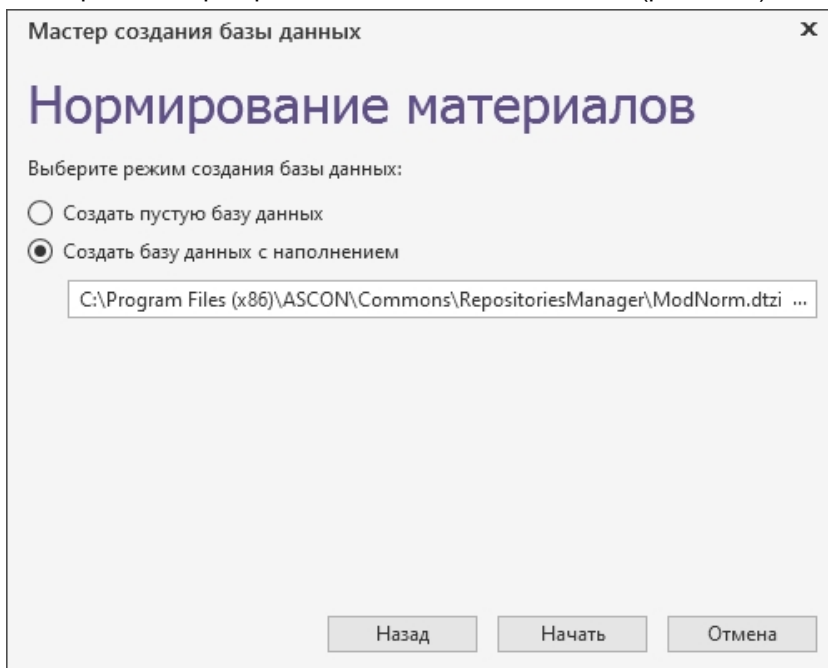 Мастер создания базы данных x
Нормирование материалов
Выберите режим создания базы данных:
Создать пустую базу данных
Создать базу данных с наполнением
C:\Program Files (x86)\ASCON\Commons\RepositoriesManager\ModNorm.dtzi ...
Назад Начать Отмена